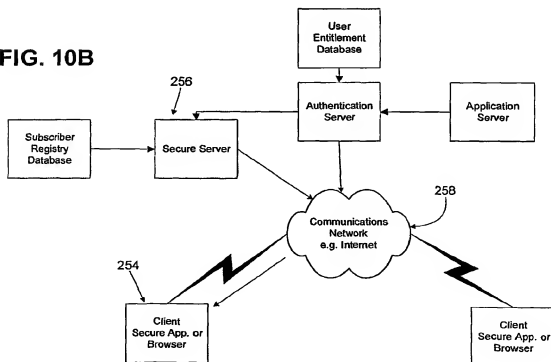 FIG. 10B
User
Entitlement
Database
256
Authentication
Server
Application
Server
Subscriber
Registry
Database
Secure Server
258
Communications
Network
e.g. Internet
254
Client
Secure App. or
Browser
Client
Secure App. or
Browser